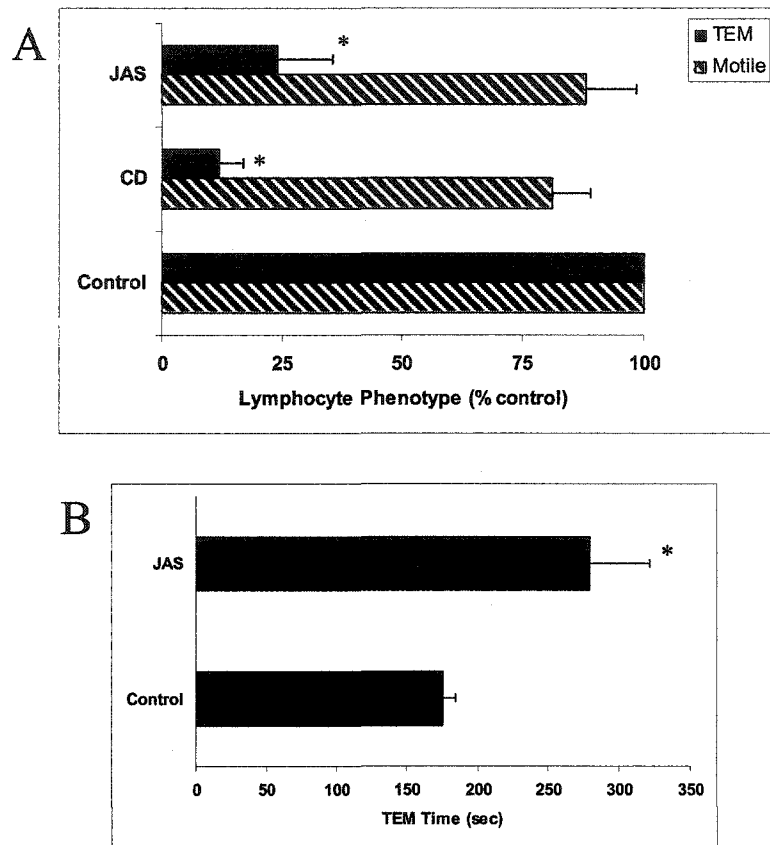 A
TEM
Motile
JAS
*
CD
*
Control
0 25 50 75 100
Lymphocyte Phenotype (% control)
B
JAS
*
Control
0 50 100 150 200 250 300 350
TEM Time (sec)